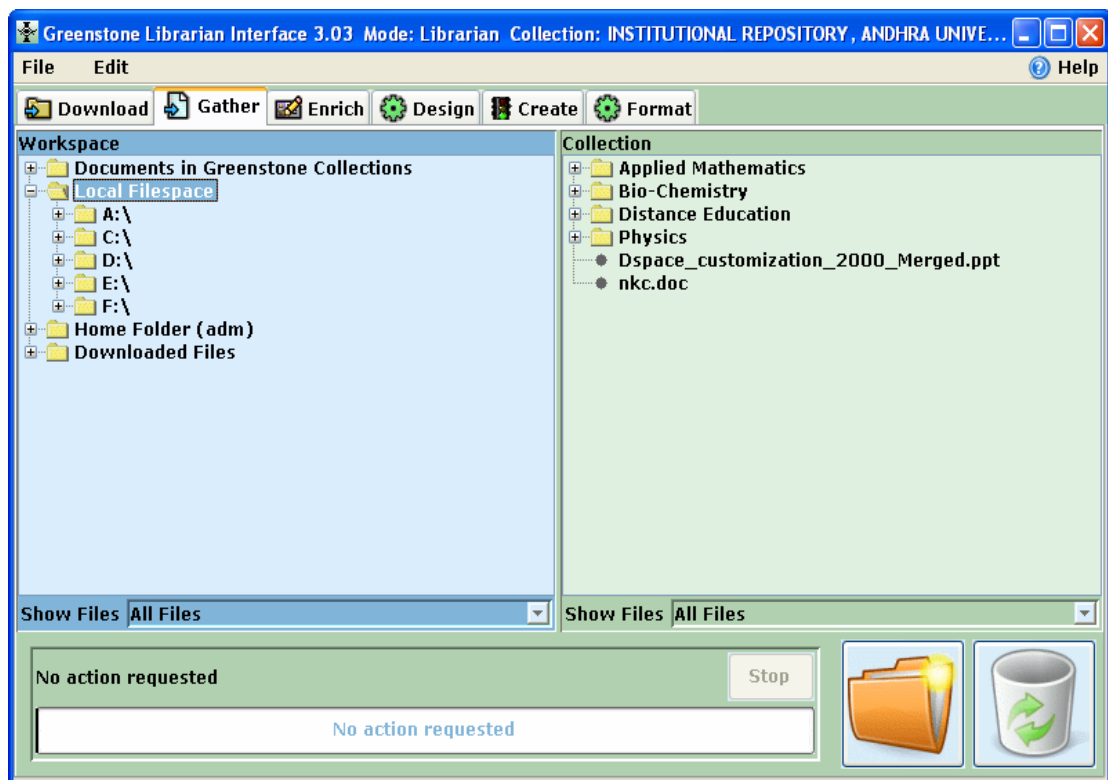 Greenstone Librarian Interface 3.03 Mode: Librarian Collection: INSTITUTIONAL REPOSITORY, ANDHRA UNIVE...
File Edit Help
Download Gather Enrich Design Create Format
Workspace
Documents in Greenstone Collections
Local Filespace
A:\
C:\
D:\
E:\
F:\
Home Folder (adm)
Downloaded Files
Show Files All Files
Collection
Applied Mathematics
Bio-Chemistry
Distance Education
Physics
Dspace_customization_2000_Merged.ppt
nkc.doc
Show Files All Files
No action requested
Stop
No action requested